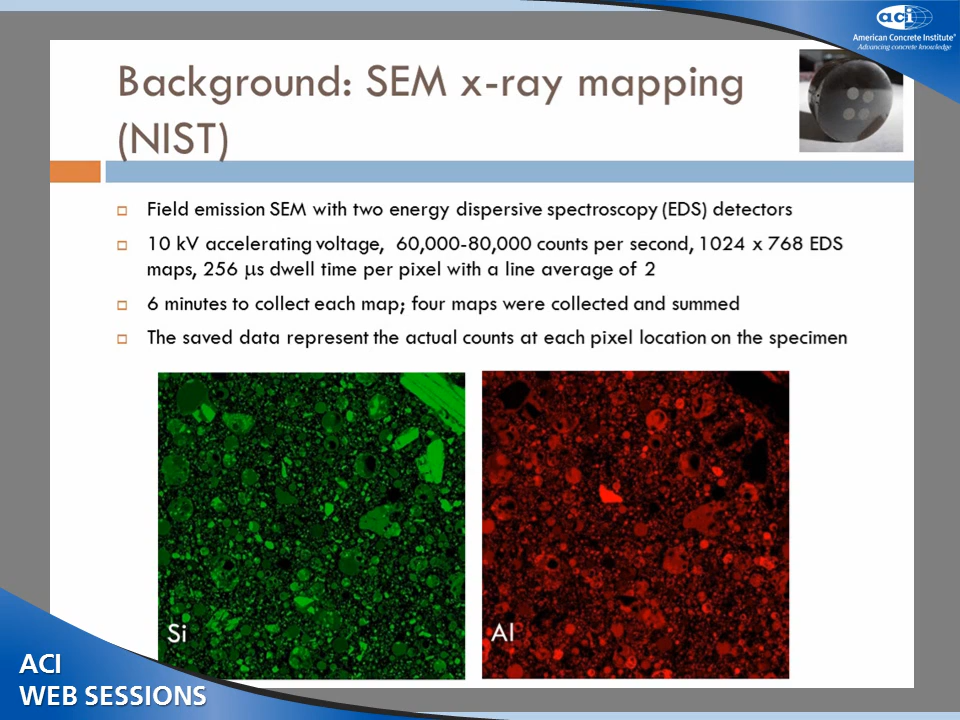 aci
American Concrete Institute®
Advancing concrete knowledge
Background: SEM x-ray mapping
(NIST)
□ Field emission SEM with two energy dispersive spectroscopy (EDS) detectors
□ 10 kV accelerating voltage, 60,000-80,000 counts per second, 1024 x 768 EDS
maps, 256 µs dwell time per pixel with a line average of 2
□ 6 minutes to collect each map; four maps were collected and summed
□ The saved data represent the actual counts at each pixel location on the specimen
Si
Al
ACI
WEB SESSIONS